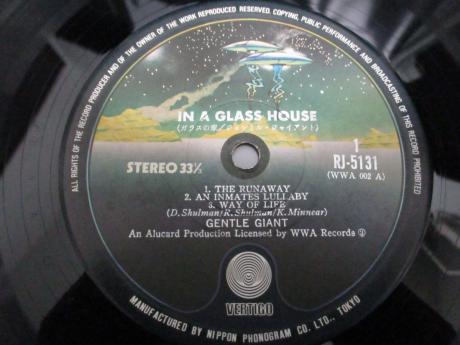 ALL RIGHTS OF THE RECORD PRODUCER AND OF THE OWNER OF THE WORK REPRODUCED RESERVED. COPYING, PUBLIC PERFORMANCE AND BROADCASTING OF THIS RECORD PROHIBITED
IN A GLASS HOUSE
(ガラスの家／ジェントル・ジャイアント)
1
STEREO 33⅓
RJ-5131
(WWA 002 A)
1. THE RUNAWAY
2. AN INMATES LULLABY
3. WAY OF LIFE
(D. Shulman/R. Shulman/K. Minnear)
GENTLE GIANT
An Alucard Production Licensed by WWA Records Ⓟ
VERTIGO
MANUFACTURED BY NIPPON PHONOGRAM CO. LTD., TOKYO